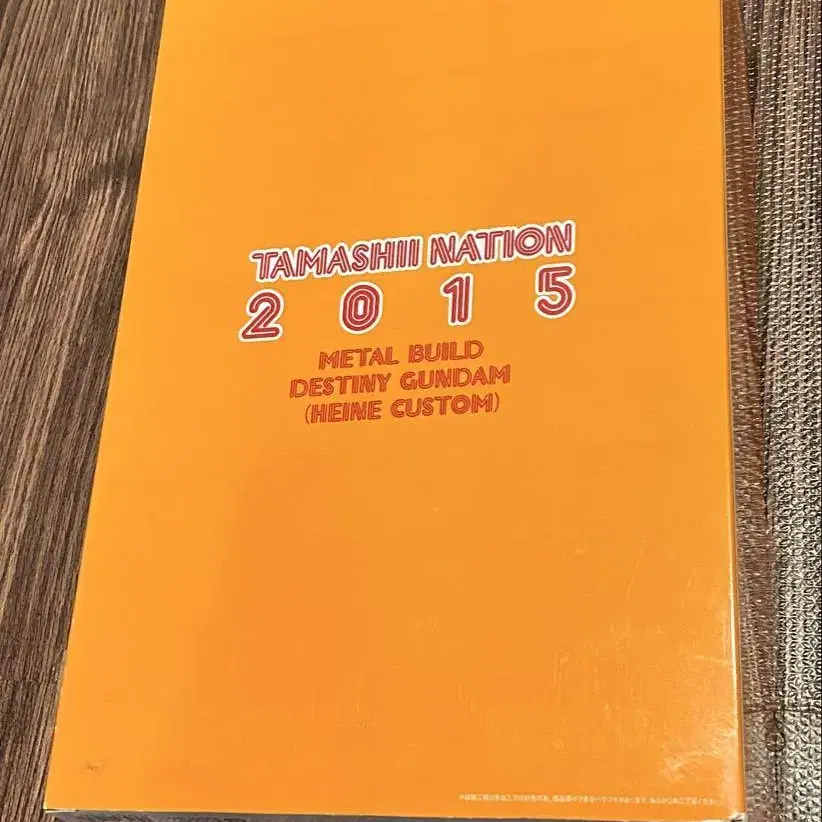 TAMASHII NATION
2015
METAL BUILD
DESTINY GUNDAM
(HEINE CUSTOM)